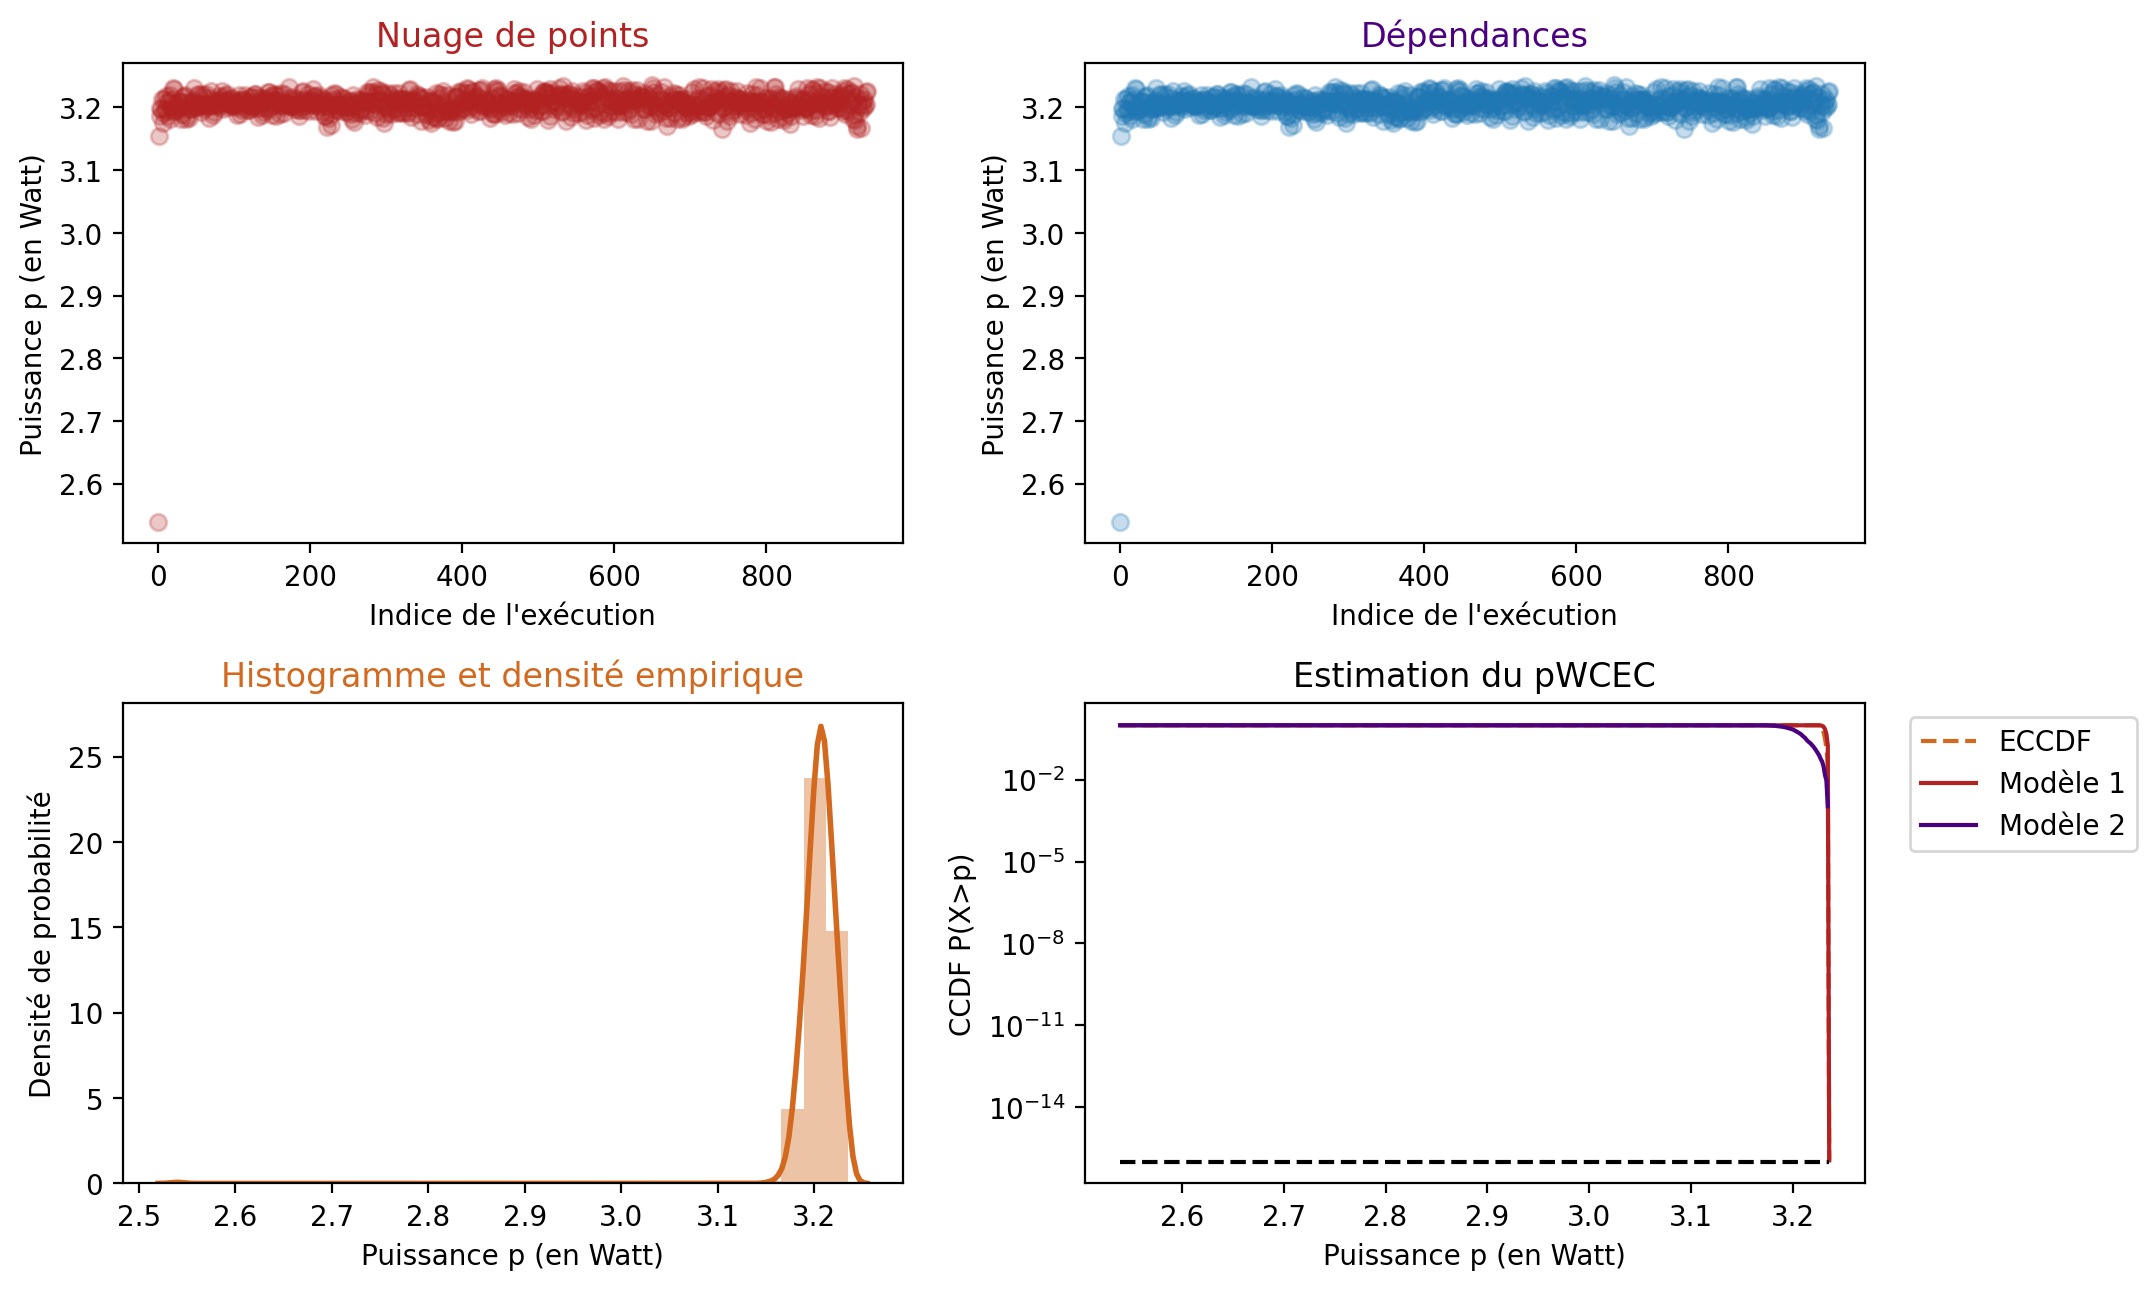 Nuage de points
Puissance p (en Watt)
3.2
3.1
3.0
2.9
2.8
2.7
2.6
0 200 400 600 800
Indice de l'exécution
Dépendances
Puissance p (en Watt)
3.2
3.1
3.0
2.9
2.8
2.7
2.6
0 200 400 600 800
Indice de l'exécution
Histogramme et densité empirique
Densité de probabilité
25
20
15
10
5
0
2.5 2.6 2.7 2.8 2.9 3.0 3.1 3.2
Puissance p (en Watt)
Estimation du pWCEC
CCDF P(X>p)
10⁻²
10⁻⁵
10⁻⁸
10⁻¹¹
10⁻¹⁴
2.6 2.7 2.8 2.9 3.0 3.1 3.2
Puissance p (en Watt)
ECCDF
Modèle 1
Modèle 2